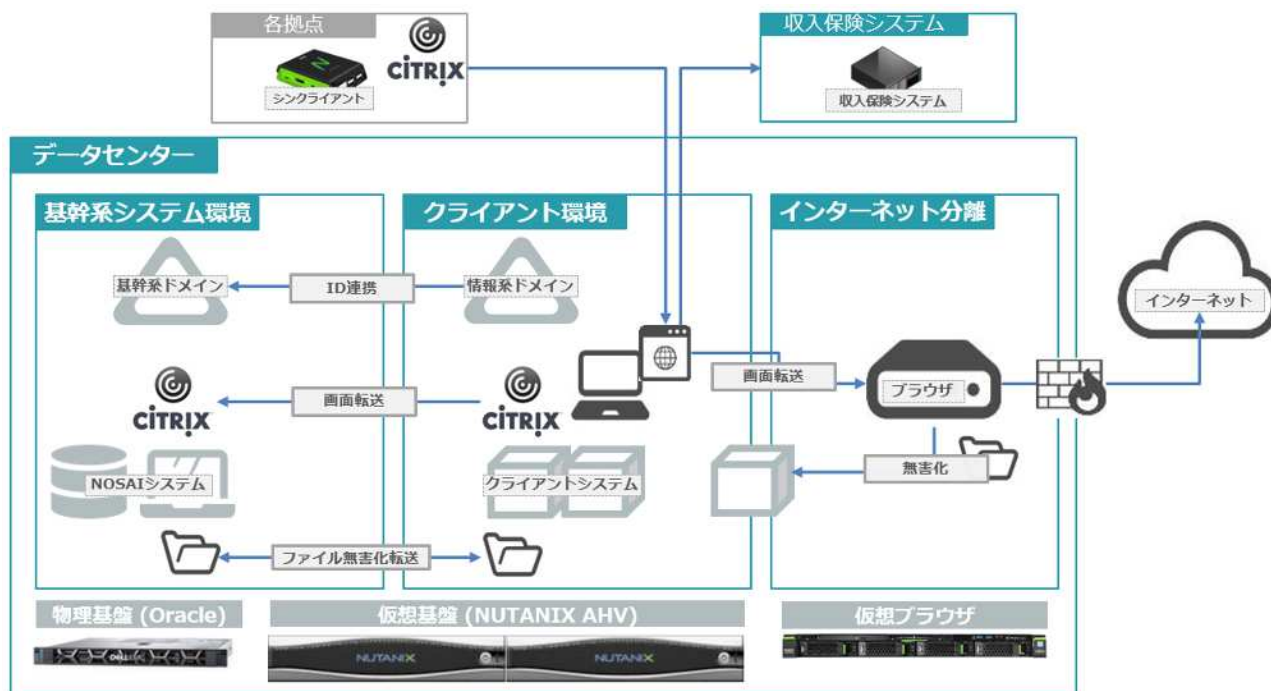 各拠点
CİTRIX
シンクライアント
収入保険システム
収入保険システム
データセンター
基幹系システム環境
クライアント環境
インターネット分離
基幹系ドメイン
ID連携
情報系ドメイン
インターネット
画面転送
ブラウザ
CİTRIX
画面転送
CİTRIX
無害化
NOSAIシステム
クライアントシステム
ファイル無害化転送
物理基盤 (Oracle)
仮想基盤 (NUTANIX AHV)
仮想ブラウザ
DELL
NUTANIX
NUTANIX